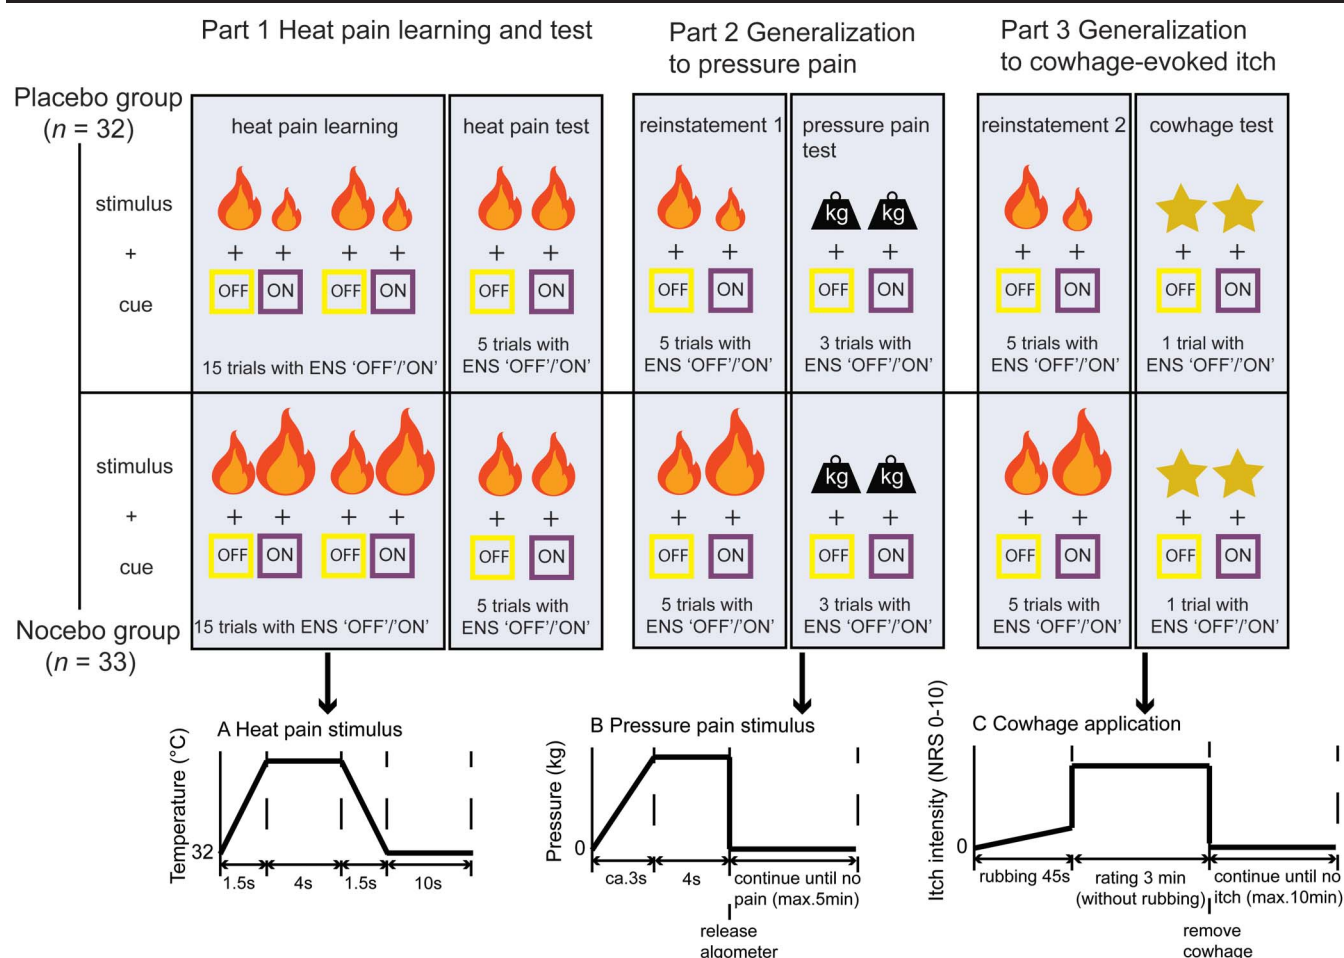 Part 1 Heat pain learning and test
Part 2 Generalization
to pressure pain
Part 3 Generalization
to cowhage-evoked itch
Placebo group
(n = 32)
heat pain learning
heat pain test
reinstatement 1
pressure pain
test
reinstatement 2
cowhage test
stimulus
kg kg
+
+ + + + + + + + + + + + + +
cue
OFF ON OFF ON OFF ON OFF ON OFF ON OFF ON OFF ON
15 trials with ENS ‘OFF’/’ON’
5 trials with
ENS ‘OFF’/’ON’
5 trials with
ENS ‘OFF’/’ON’
3 trials with
ENS ‘OFF’/’ON’
5 trials with
ENS ‘OFF’/’ON’
1 trial with
ENS ‘OFF’/’ON’
stimulus
kg kg
+
+ + + + + + + + + + + + + +
cue
OFF ON OFF ON OFF ON OFF ON OFF ON OFF ON OFF ON
15 trials with ENS ‘OFF’/’ON’
5 trials with
ENS ‘OFF’/’ON’
5 trials with
ENS ‘OFF’/’ON’
3 trials with
ENS ‘OFF’/’ON’
5 trials with
ENS ‘OFF’/’ON’
1 trial with
ENS ‘OFF’/’ON’
Nocebo group
(n = 33)
A Heat pain stimulus
Temperature (°C)
32
1.5s 4s 1.5s 10s
B Pressure pain stimulus
Pressure (kg)
0
ca.3s 4s continue until no
pain (max.5min)
release
algometer
C Cowhage application
Itch intensity (NRS 0-10)
0
rubbing 45s rating 3 min
(without rubbing)
continue until no
itch (max.10min)
remove
cowhage